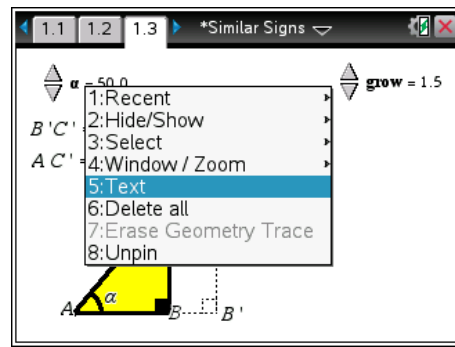 1.1 1.2 1.3 *Similar Signs
α = 50.0 grow = 1.5
1:Recent
B'C' =
2:Hide/Show
3:Select
A C' =
4:Window / Zoom
5:Text
6:Delete all
7:Erase Geometry Trace
8:Unpin
A α B B'